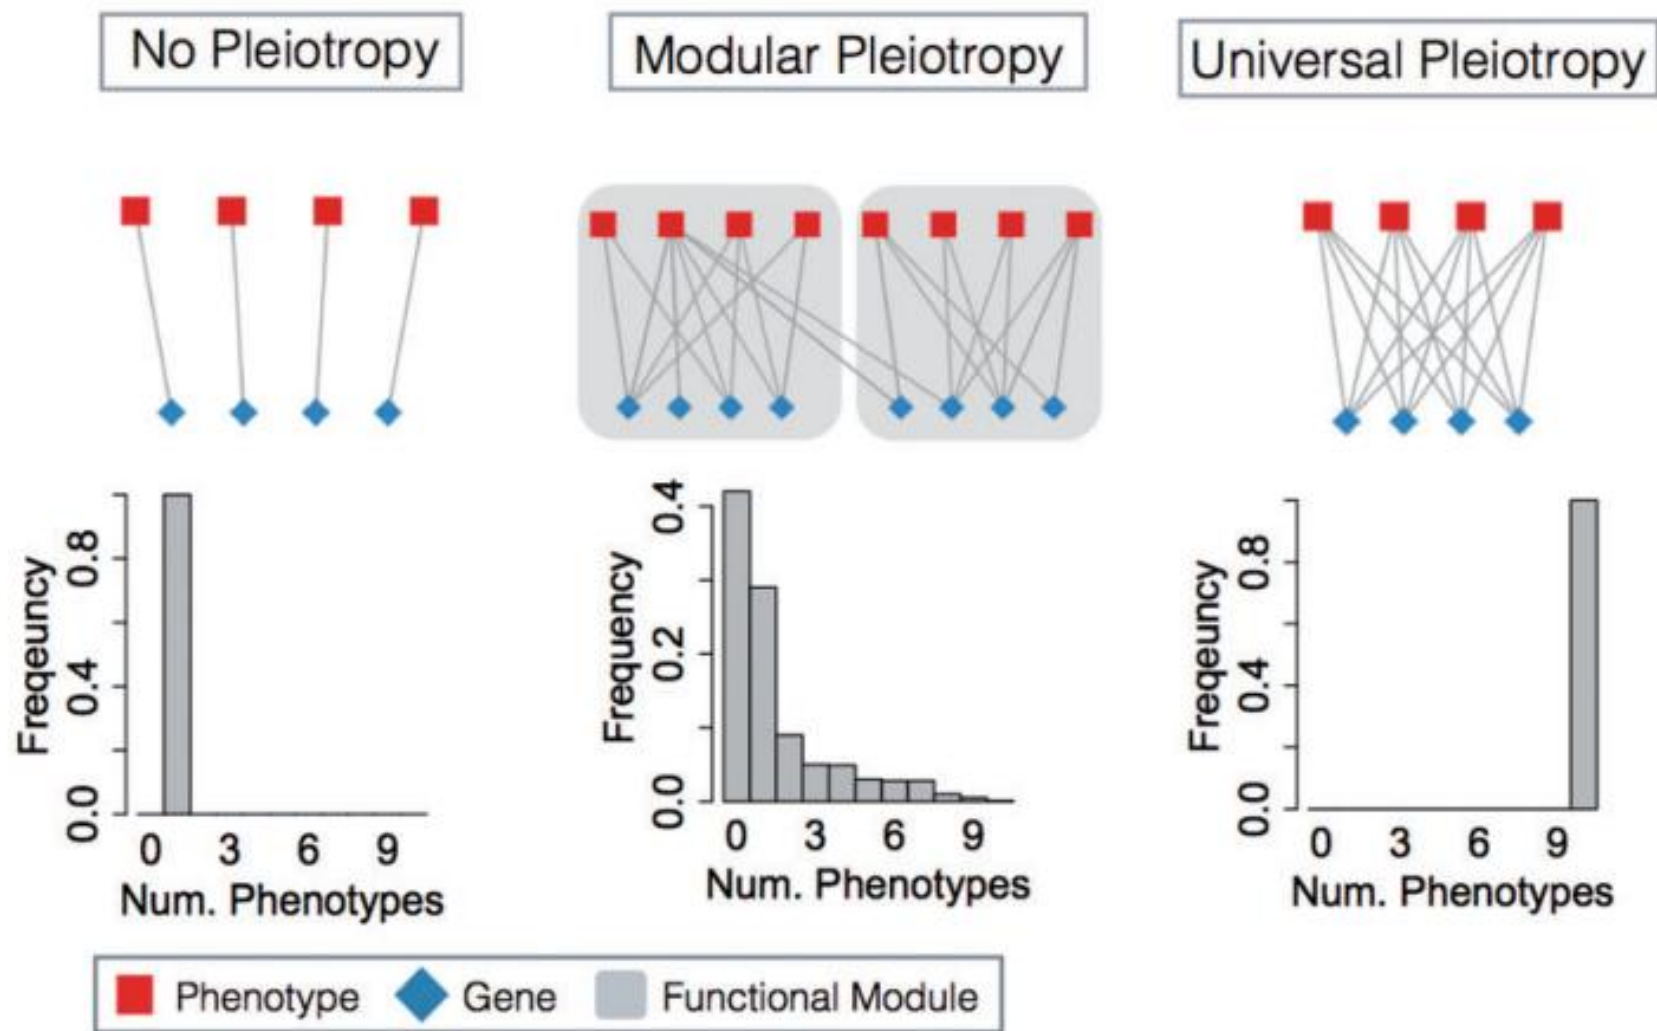 No Pleiotropy
Modular Pleiotropy
Universal Pleiotropy
Freqeuncy
0.0 0.4 0.8
0 3 6 9
Num. Phenotypes
Frequency
0.0 0.2 0.4
0 3 6 9
Num. Phenotypes
Freqeuncy
0.0 0.4 0.8
0 3 6 9
Num. Phenotypes
Phenotype Gene Functional Module